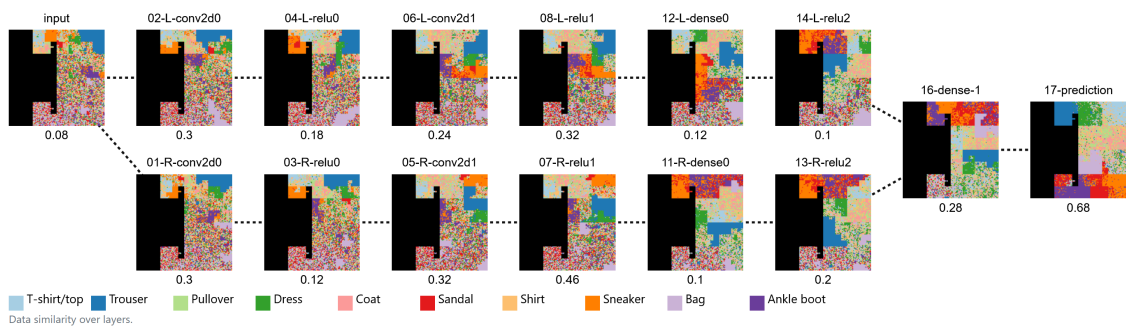 input 02-L-conv2d0 04-L-relu0 06-L-conv2d1 08-L-relu1 12-L-dense0 14-L-relu2
16-dense-1 17-prediction
0.08 0.3 0.18 0.24 0.32 0.12 0.1
01-R-conv2d0 03-R-relu0 05-R-conv2d1 07-R-relu1 11-R-dense0 13-R-relu2
0.28 0.68
0.3 0.12 0.32 0.46 0.1 0.2
T-shirt/top Trouser Pullover Dress Coat Sandal Shirt Sneaker Bag Ankle boot
Data similarity over layers.